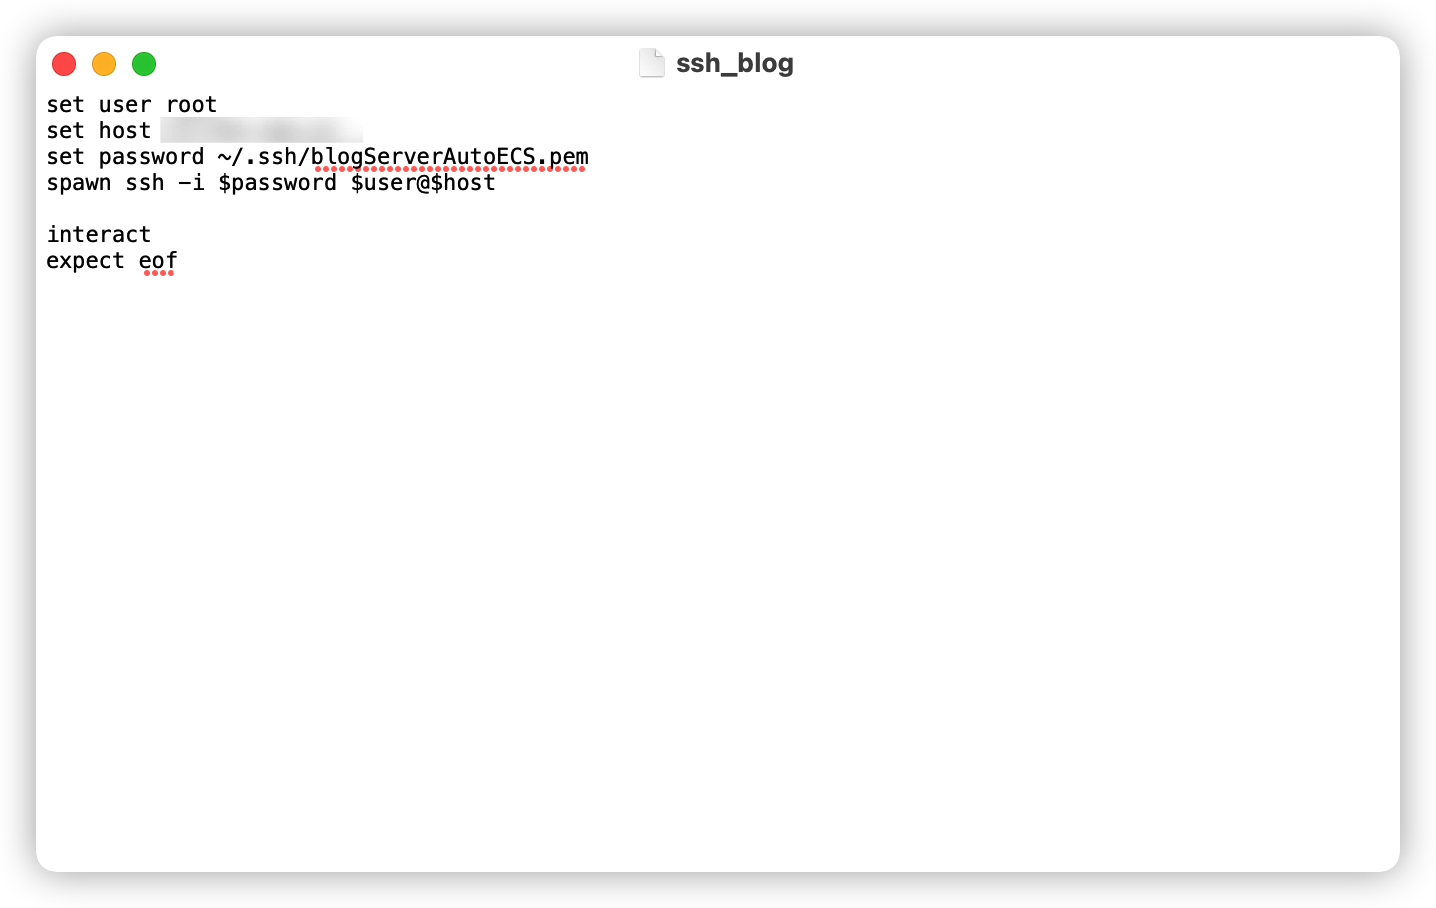 ssh_blog
set user root
set host
set password ~/.ssh/blogServerAutoECS.pem
spawn ssh -i $password $user@$host
interact
expect eof